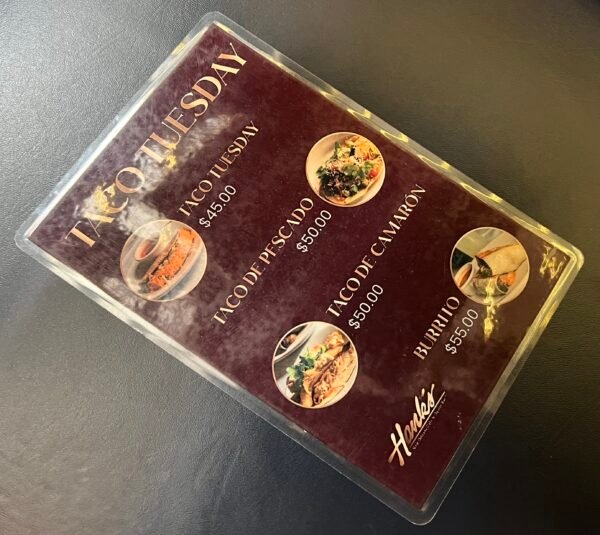 TACO TUESDAY
TACO TUESDAY
$45.00
TACO DE PESCADO
$50.00
TACO DE CAMARÓN
$50.00
BURRITO
$55.00
Hank's